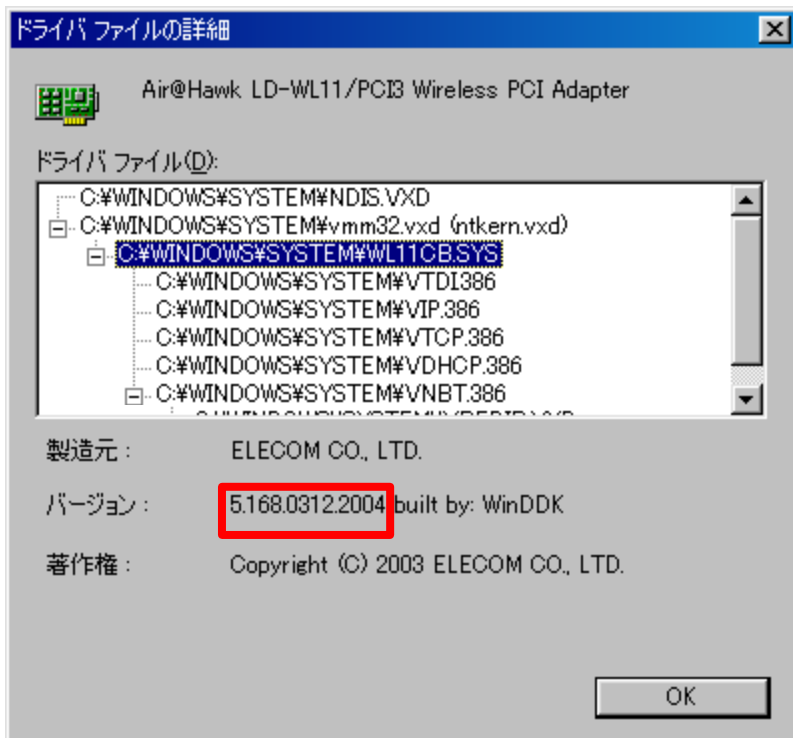 ドライバ ファイルの詳細
Air@Hawk LD-WL11/PCI3 Wireless PCI Adapter
ドライバ ファイル(D):
C:¥WINDOWS¥SYSTEM¥NDIS.VXD
C:¥WINDOWS¥SYSTEM¥vmm32.vxd (ntkern.vxd)
C:¥WINDOWS¥SYSTEM¥WL11CB.SYS
C:¥WINDOWS¥SYSTEM¥VTDI.386
C:¥WINDOWS¥SYSTEM¥VIP.386
C:¥WINDOWS¥SYSTEM¥VTCP.386
C:¥WINDOWS¥SYSTEM¥VDHCP.386
C:¥WINDOWS¥SYSTEM¥VNBT.386
製造元 : ELECOM CO., LTD.
バージョン : 5.168.0312.2004 built by: WinDDK
著作権 : Copyright (C) 2003 ELECOM CO., LTD.
OK